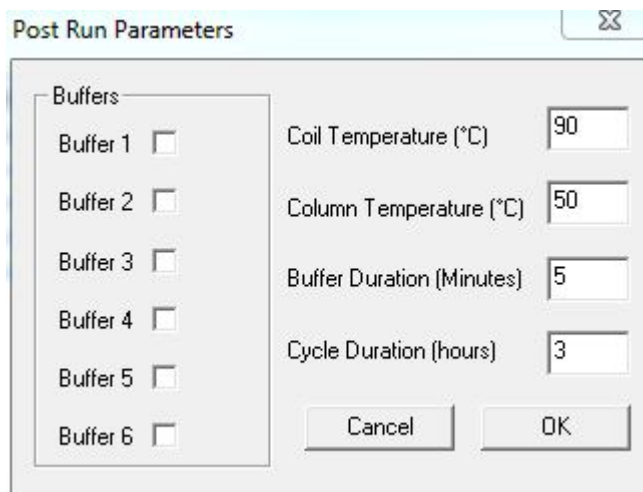 Post Run Parameters
Buffers
Buffer 1
Buffer 2
Buffer 3
Buffer 4
Buffer 5
Buffer 6
Coil Temperature (°C) 90
Column Temperature (°C) 50
Buffer Duration (Minutes) 5
Cycle Duration (hours) 3
Cancel OK